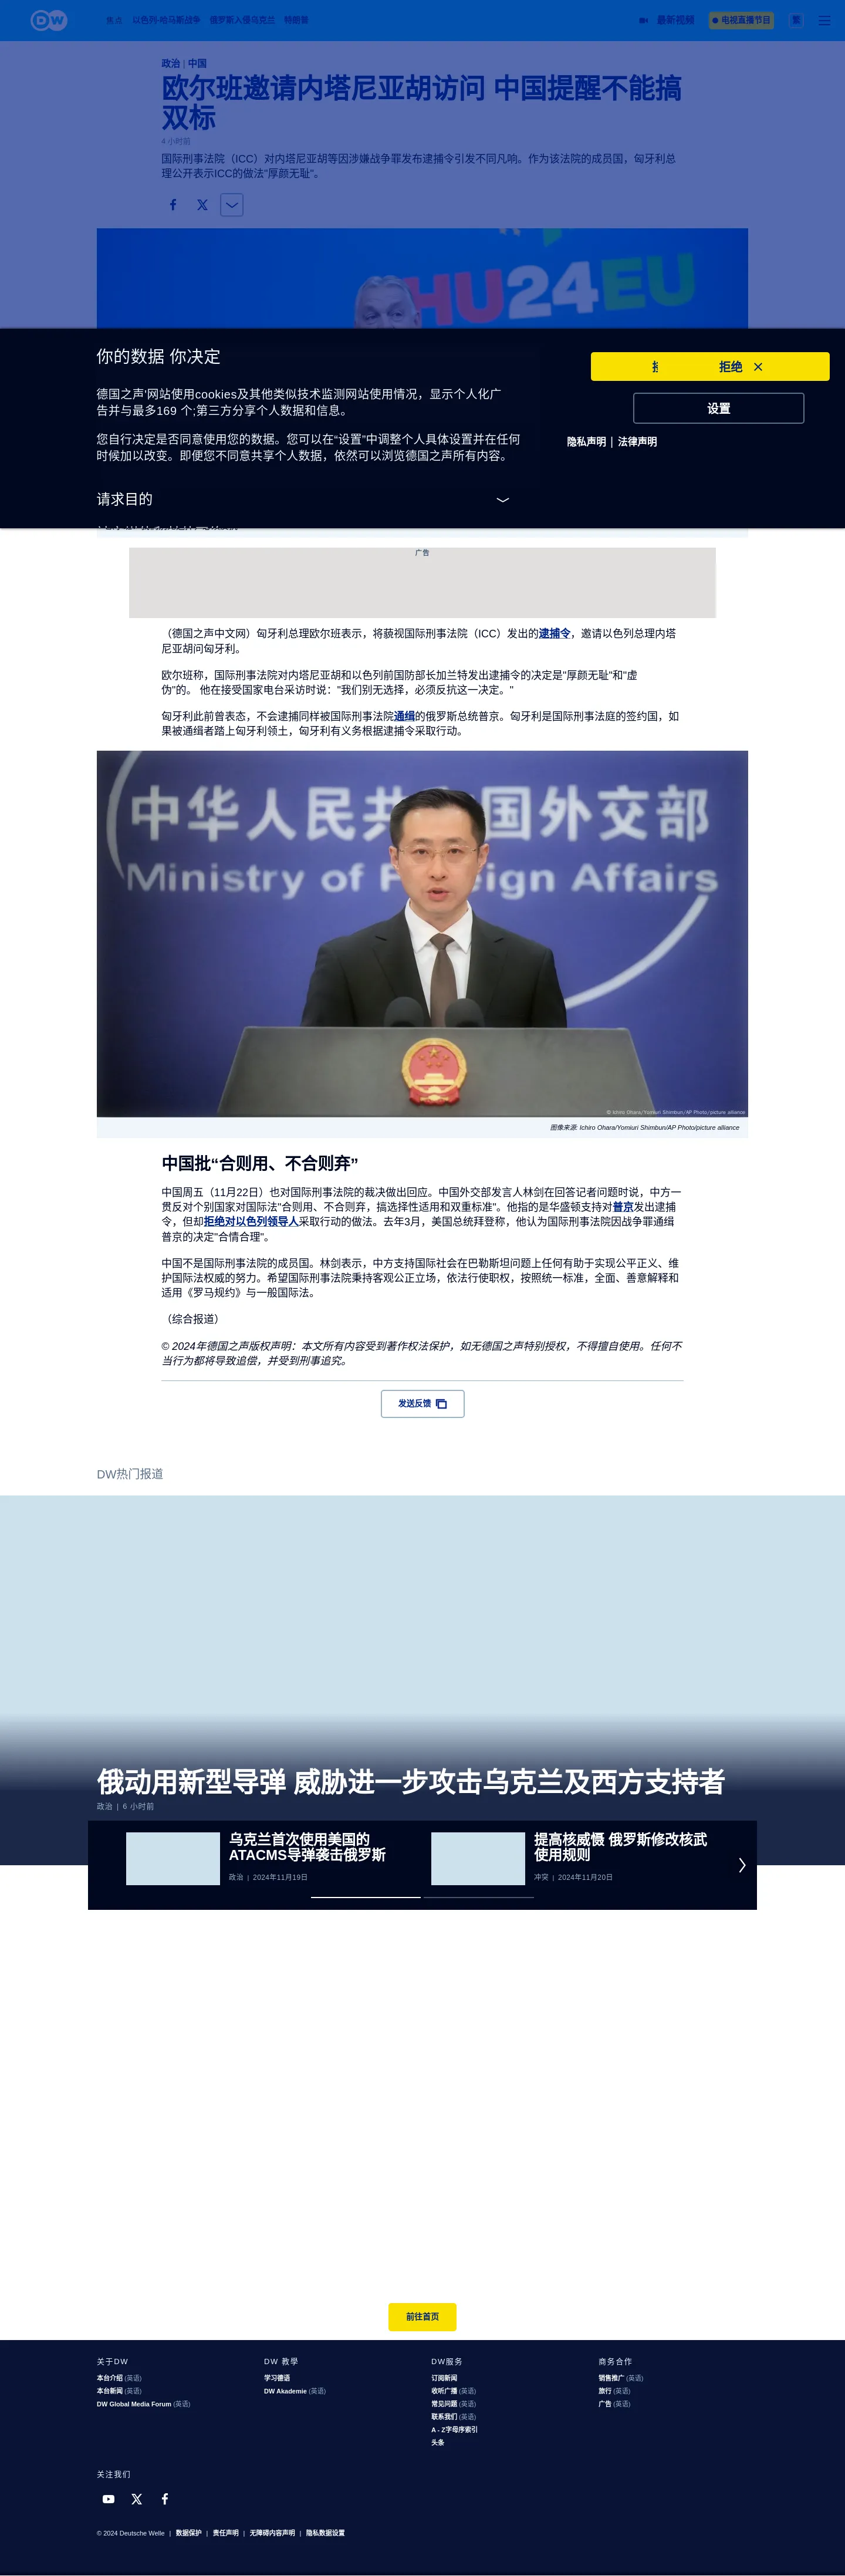 DW
焦点 以色列-哈马斯战争 俄罗斯入侵乌克兰 特朗普
最新视频
电视直播节目
繁
政治 | 中国
欧尔班邀请内塔尼亚胡访问 中国提醒不能搞
双标
4 小时前
国际刑事法院（ICC）对内塔尼亚胡等因涉嫌战争罪发布逮捕令引发不同凡响。作为该法院的成员国，匈牙利总
理公开表示ICC的做法"厚颜无耻"。
HU24EU
你的数据 你决定
德国之声'网站使用cookies及其他类似技术监测网站使用情况，显示个人化广
告并与最多169 个;第三方分享个人数据和信息。
您自行决定是否同意使用您的数据。您可以在“设置”中调整个人具体设置并在任何
时候加以改变。即便您不同意共享个人数据，依然可以浏览德国之声所有内容。
请求目的
拒绝
设置
隐私声明 | 法律声明
广告
（德国之声中文网）匈牙利总理欧尔班表示，将藐视国际刑事法院（ICC）发出的逮捕令，邀请以色列总理内塔
尼亚胡问匈牙利。
欧尔班称，国际刑事法院对内塔尼亚胡和以色列前国防部长加兰特发出逮捕令的决定是"厚颜无耻"和"虚
伪"的。 他在接受国家电台采访时说："我们别无选择，必须反抗这一决定。"
匈牙利此前曾表态，不会逮捕同样被国际刑事法院通缉的俄罗斯总统普京。匈牙利是国际刑事法庭的签约国，如
果被通缉者踏上匈牙利领土，匈牙利有义务根据逮捕令采取行动。
中华人民共和国外交部
Ministry of Foreign Affairs
© Ichiro Ohara/Yomiuri Shimbun/AP Photo/picture alliance
图像来源: Ichiro Ohara/Yomiuri Shimbun/AP Photo/picture alliance
中国批“合则用、不合则弃”
中国周五（11月22日）也对国际刑事法院的裁决做出回应。中国外交部发言人林剑在回答记者问题时说，中方一
贯反对个别国家对国际法"合则用、不合则弃，搞选择性适用和双重标准"。他指的是华盛顿支持对普京发出逮捕
令，但却拒绝对以色列领导人采取行动的做法。去年3月，美国总统拜登称，他认为国际刑事法院因战争罪通缉
普京的决定"合情合理"。
中国不是国际刑事法院的成员国。林剑表示，中方支持国际社会在巴勒斯坦问题上任何有助于实现公平正义、维
护国际法权威的努力。希望国际刑事法院秉持客观公正立场，依法行使职权，按照统一标准，全面、善意解释和
适用《罗马规约》与一般国际法。
（综合报道）
© 2024年德国之声版权声明：本文所有内容受到著作权法保护，如无德国之声特别授权，不得擅自使用。任何不
当行为都将导致追偿，并受到刑事追究。
发送反馈
DW热门报道
俄动用新型导弹 威胁进一步攻击乌克兰及西方支持者
政治 | 6 小时前
乌克兰首次使用美国的
ATACMS导弹袭击俄罗斯
政治 | 2024年11月19日
提高核威慑 俄罗斯修改核武
使用规则
冲突 | 2024年11月20日
前往首页
关于DW
本台介绍 (英语)
本台新闻 (英语)
DW Global Media Forum (英语)
DW 教學
学习德语
DW Akademie (英语)
DW服务
订阅新闻
收听广播 (英语)
常见问题 (英语)
联系我们 (英语)
A - Z字母序索引
头条
商务合作
销售推广 (英语)
旅行 (英语)
广告 (英语)
关注我们
© 2024 Deutsche Welle | 数据保护 | 责任声明 | 无障碍内容声明 | 隐私数据设置